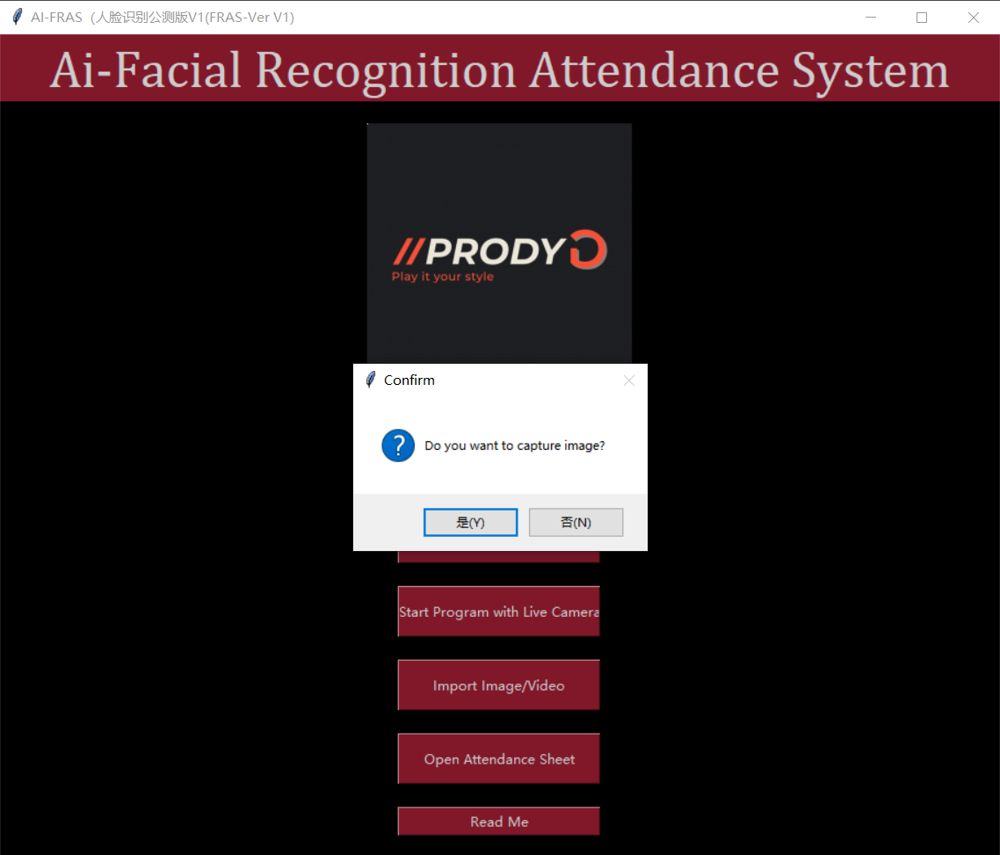 AI-FRAS（人脸识别公测版V1(FRAS-Ver V1)
Ai-Facial Recognition Attendance System
//PRODY
Play it your style
Confirm
Do you want to capture image?
是(Y)
否(N)
Start Program with Live Camera
Import Image/Video
Open Attendance Sheet
Read Me